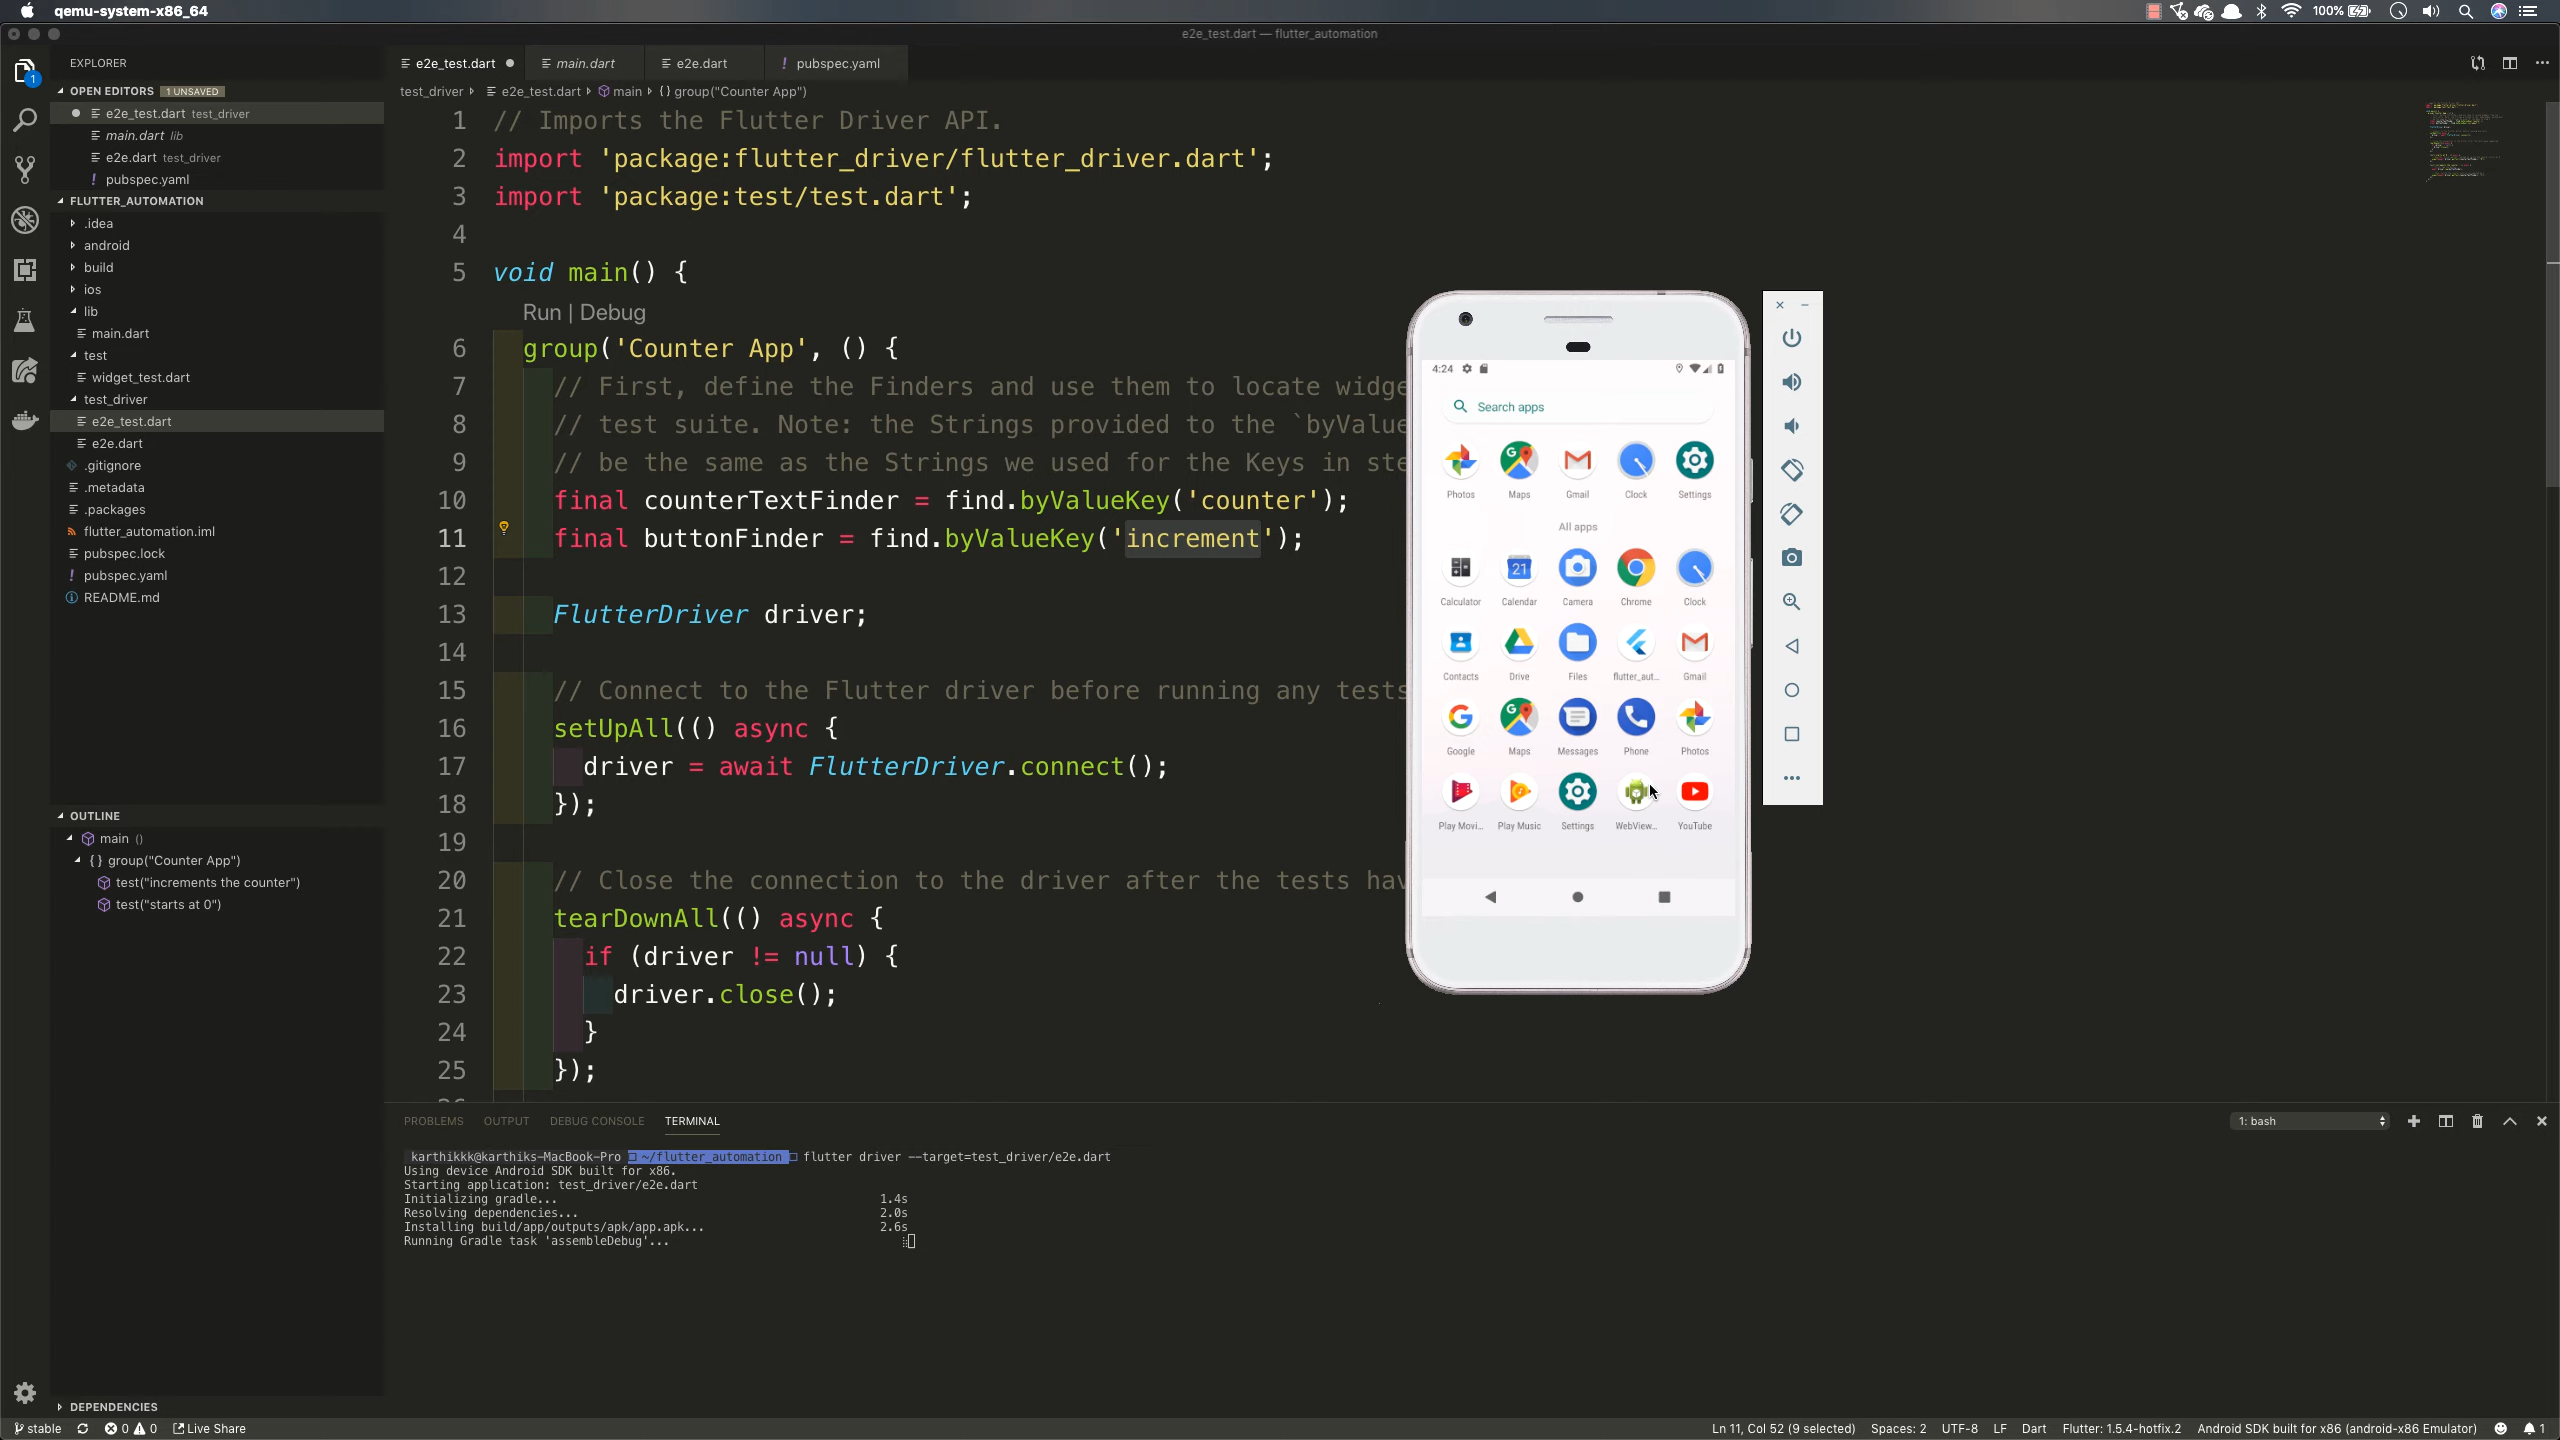 qemu-system-x86_64
100%
e2e_test.dart — flutter_automation
EXPLORER
OPEN EDITORS 1 UNSAVED
e2e_test.dart test_driver
main.dart lib
e2e.dart test_driver
pubspec.yaml
FLUTTER_AUTOMATION
.idea
android
build
ios
lib
main.dart
test
widget_test.dart
test_driver
e2e_test.dart
e2e.dart
.gitignore
.metadata
.packages
flutter_automation.iml
pubspec.lock
pubspec.yaml
README.md
OUTLINE
main ()
group("Counter App")
test("increments the counter")
test("starts at 0")
DEPENDENCIES
1
e2e_test.dart main.dart e2e.dart ! pubspec.yaml
test_driver e2e_test.dart main { } group("Counter App")
1 // Imports the Flutter Driver API.
2 import 'package:flutter_driver/flutter_driver.dart';
3 import 'package:test/test.dart';
4
5 void main() {
Run | Debug
6 group('Counter App', () {
7 // First, define the Finders and use them to locate widge
8 // test suite. Note: the Strings provided to the `byValue
9 // be the same as the Strings we used for the Keys in ste
10 final counterTextFinder = find.byValueKey('counter');
11 final buttonFinder = find.byValueKey('increment');
12
13 FlutterDriver driver;
14
15 // Connect to the Flutter driver before running any tests
16 setUpAll(() async {
17 driver = await FlutterDriver.connect();
18 });
19
20 // Close the connection to the driver after the tests hav
21 tearDownAll(() async {
22 if (driver != null) {
23 driver.close();
24 }
25 });
4:24
Search apps
Photos Maps Gmail Clock Settings
All apps
21
Calculator Calendar Camera Chrome Clock
Contacts Drive Files flutter_aut... Gmail
Google Maps Messages Phone Photos
Play Movi... Play Music Settings WebView... YouTube
PROBLEMS OUTPUT DEBUG CONSOLE TERMINAL
1: bash
karthikkk@karthiks-MacBook-Pro ~/flutter_automation flutter driver --target=test_driver/e2e.dart
Using device Android SDK built for x86.
Starting application: test_driver/e2e.dart
Initializing gradle... 1.4s
Resolving dependencies... 2.0s
Installing build/app/outputs/apk/app.apk... 2.6s
Running Gradle task 'assembleDebug'...
stable 0 0 Live Share Ln 11, Col 52 (9 selected) Spaces: 2 UTF-8 LF Dart Flutter: 1.5.4-hotfix.2 Android SDK built for x86 (android-x86 Emulator) 1